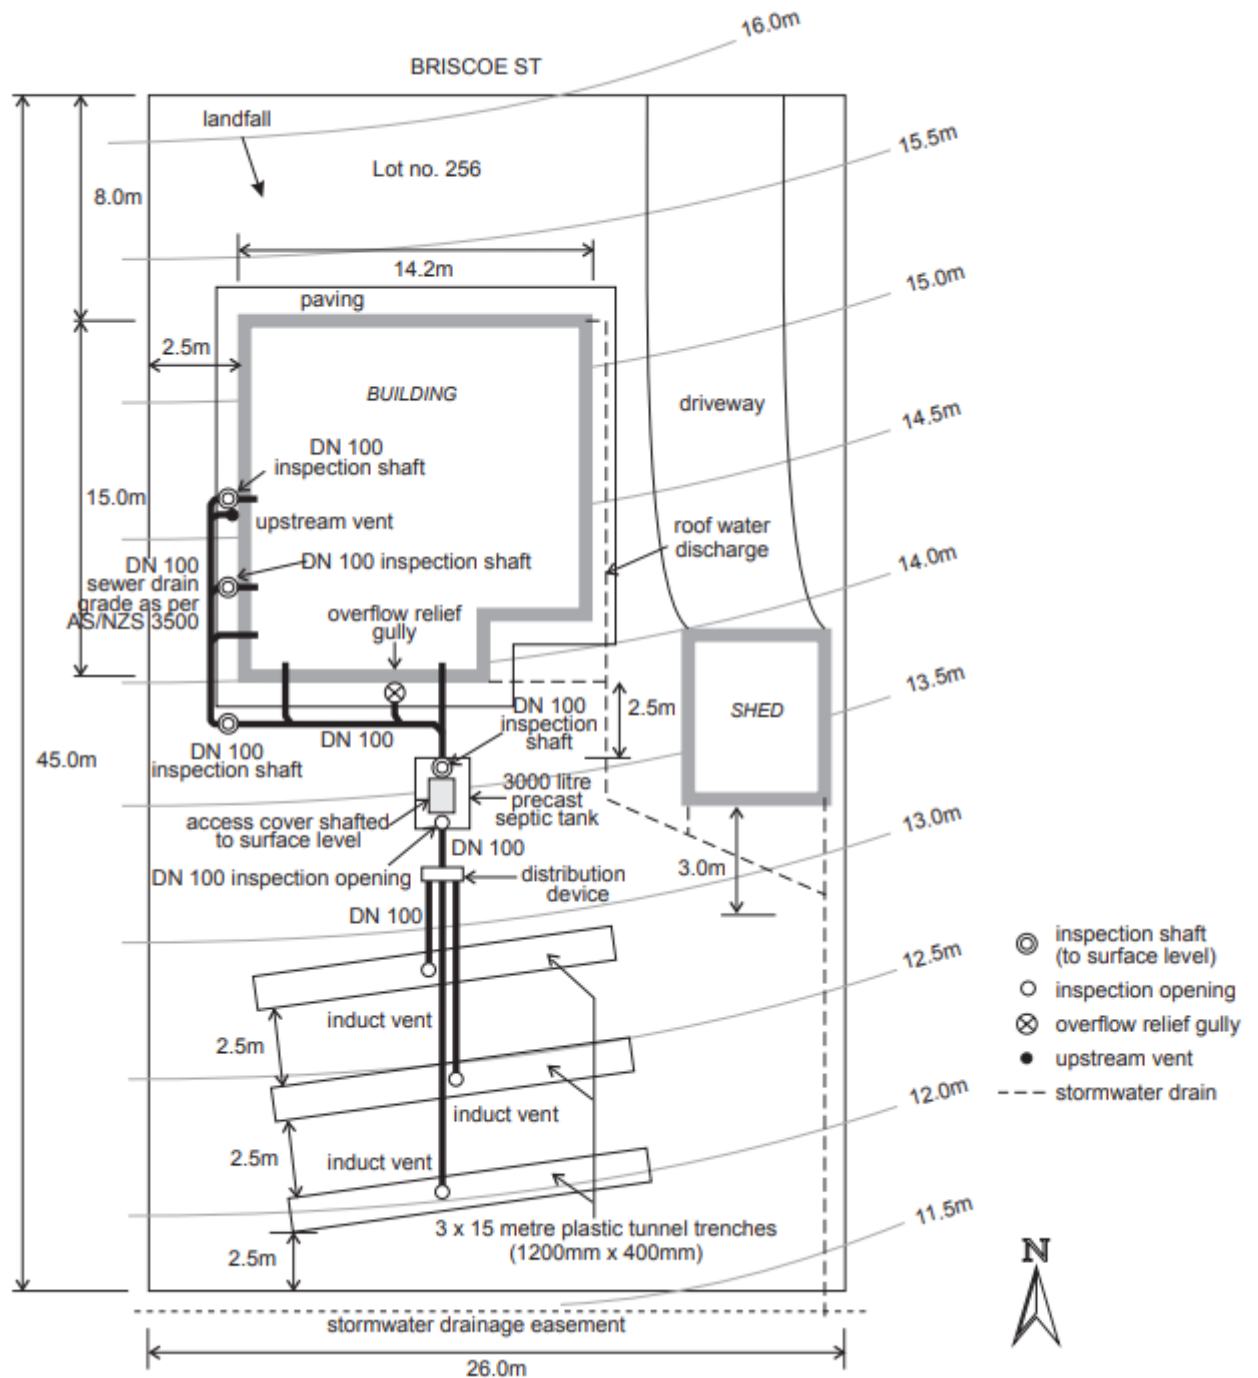 16.0m
BRISCOE ST
landfall
15.5m
Lot no. 256
8.0m
14.2m
15.0m
paving
2.5m
BUILDING
driveway
14.5m
DN 100
inspection shaft
15.0m
upstream vent
roof water
discharge
DN 100 inspection shaft
14.0m
DN 100
sewer drain
grade as per
AS/NZS 3500
overflow relief
gully
13.5m
2.5m
SHED
DN 100
inspection
shaft
DN 100
DN 100
inspection shaft
45.0m
3000 litre
precast
septic tank
access cover shafted
to surface level
13.0m
DN 100
3.0m
DN 100 inspection opening
distribution
device
DN 100
12.5m
inspection shaft
(to surface level)
inspection opening
induct vent
overflow relief gully
2.5m
upstream vent
12.0m
stormwater drain
induct vent
2.5m
induct vent
11.5m
3 x 15 metre plastic tunnel trenches
(1200mm x 400mm)
2.5m
N
stormwater drainage easement
26.0m